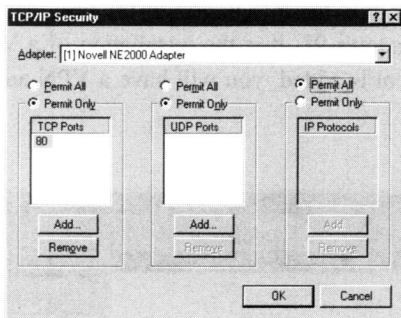 TCP/IP Security
Adapter: [1] Novell NE2000 Adapter
Permit All
Permit Only
TCP Ports
80
Add...
Remove
Permit All
Permit Only
UDP Ports
Add...
Remove
Permit All
Permit Only
IP Protocols
Add...
Remove
OK
Cancel